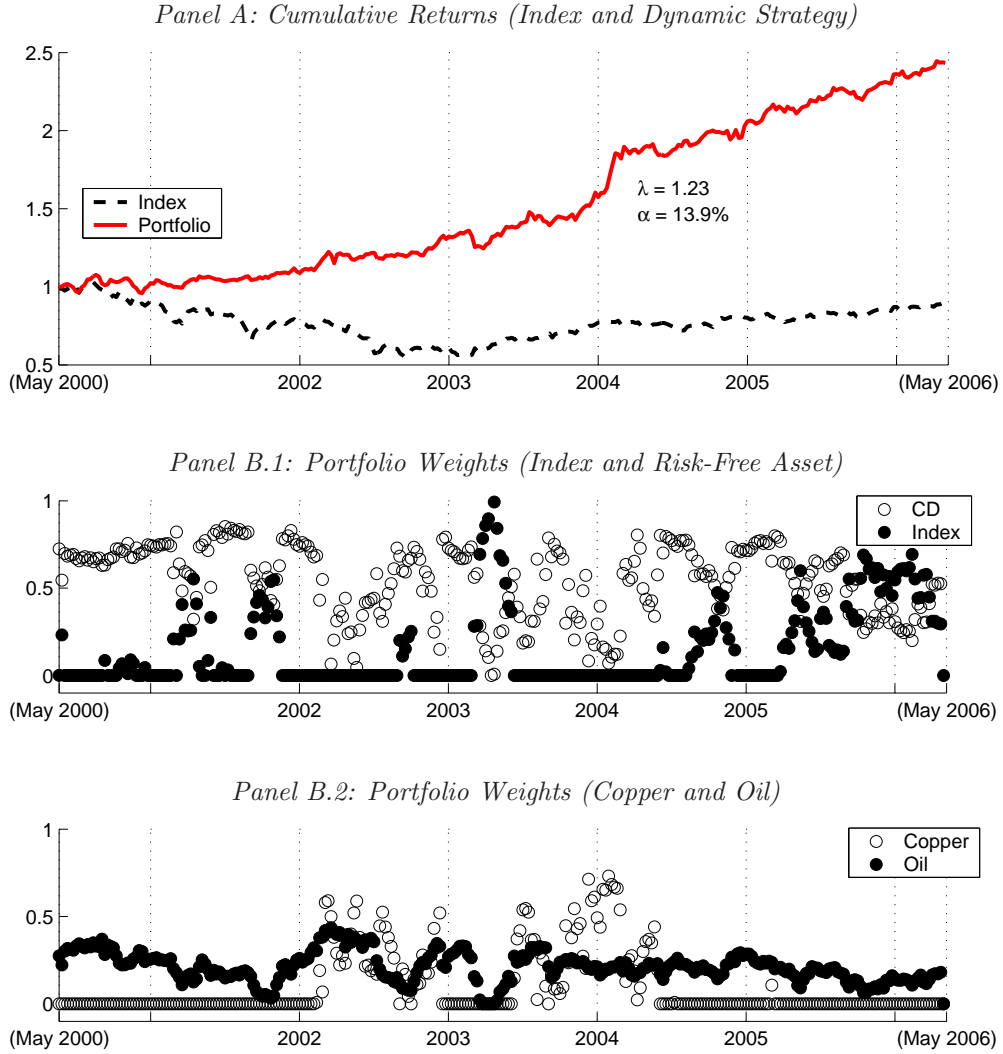 Panel A: Cumulative Returns (Index and Dynamic Strategy)
2.5
2
1.5
1
0.5
Index
Portfolio
λ = 1.23
α = 13.9%
(May 2000) 2002 2003 2004 2005 (May 2006)
Panel B.1: Portfolio Weights (Index and Risk-Free Asset)
1
0.5
0
CD
Index
(May 2000) 2002 2003 2004 2005 (May 2006)
Panel B.2: Portfolio Weights (Copper and Oil)
1
0.5
0
Copper
Oil
(May 2000) 2002 2003 2004 2005 (May 2006)